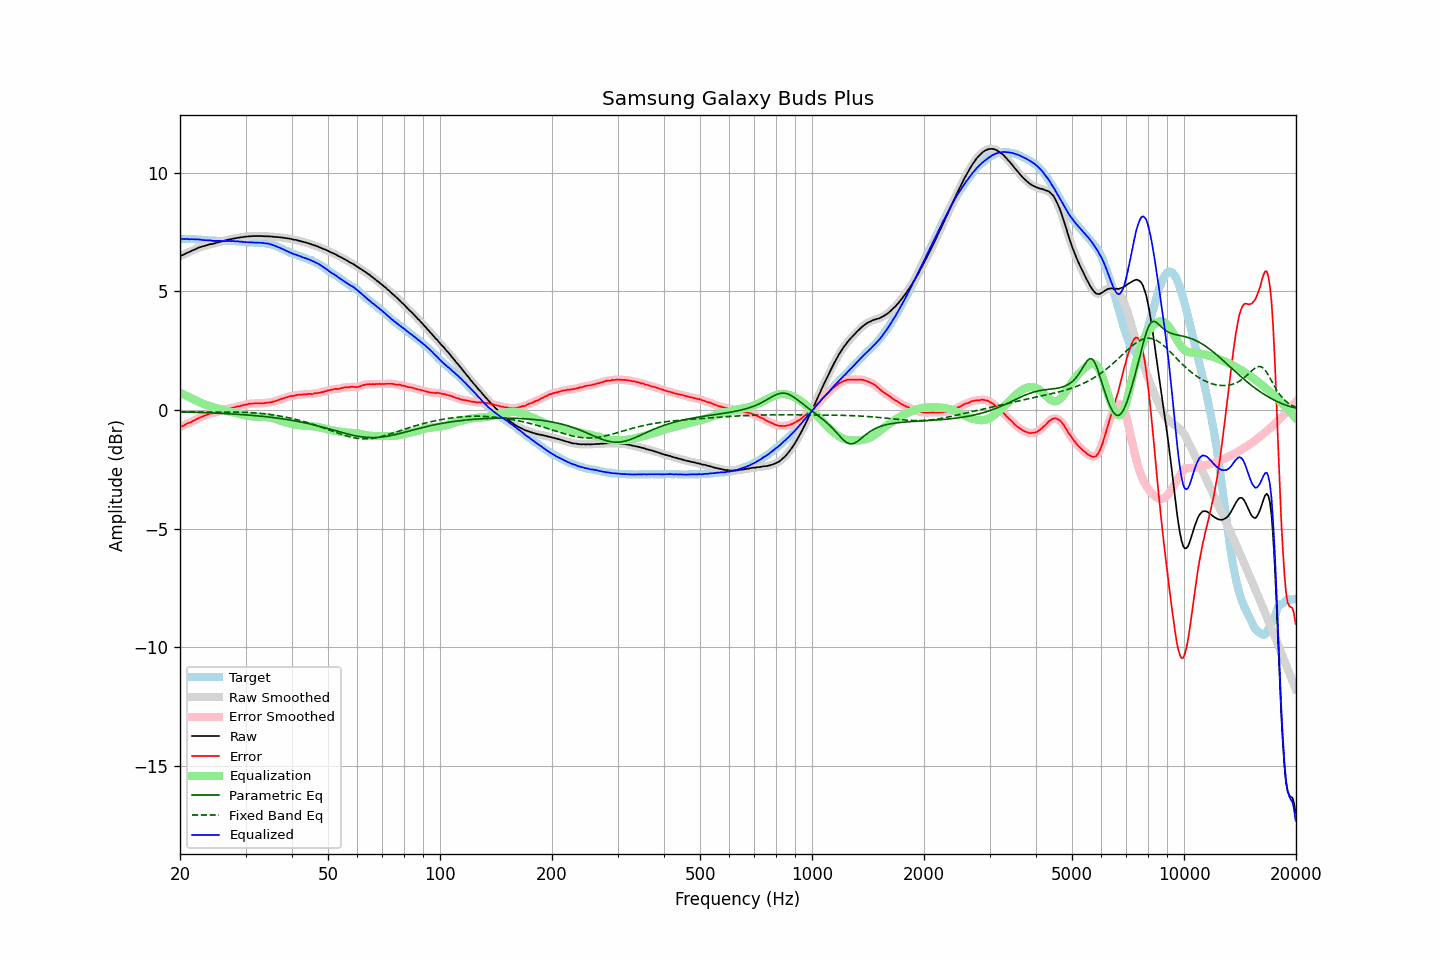 Samsung Galaxy Buds Plus
Amplitude (dBr)
10
5
0
−5
−10
−15
Target
Raw Smoothed
Error Smoothed
Raw
Error
Equalization
Parametric Eq
Fixed Band Eq
Equalized
20 50 100 200 500 1000 2000 5000 10000 20000
Frequency (Hz)